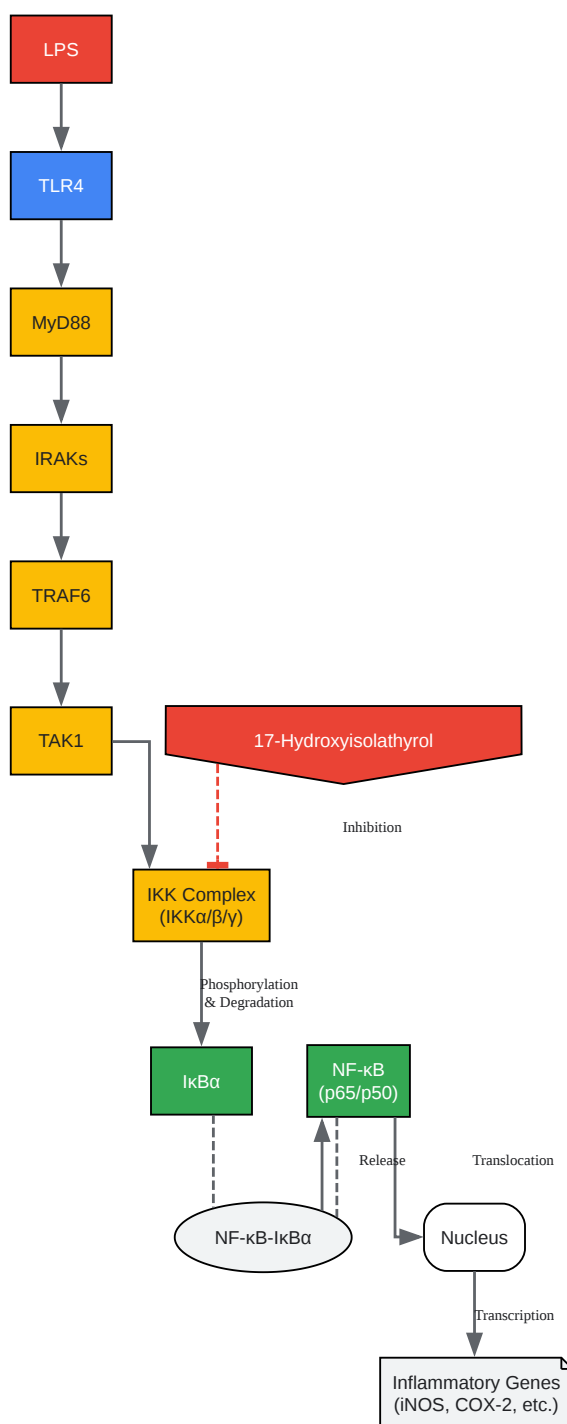 LPS
TLR4
MyD88
IRAKs
TRAF6
TAK1
17-Hydroxyisolathyrol
Inhibition
IKK Complex
(IKKα/β/γ)
Phosphorylation
& Degradation
IκBα
NF-κB
(p65/p50)
Release
Translocation
NF-κB-IκBα
Nucleus
Transcription
Inflammatory Genes
(iNOS, COX-2, etc.)